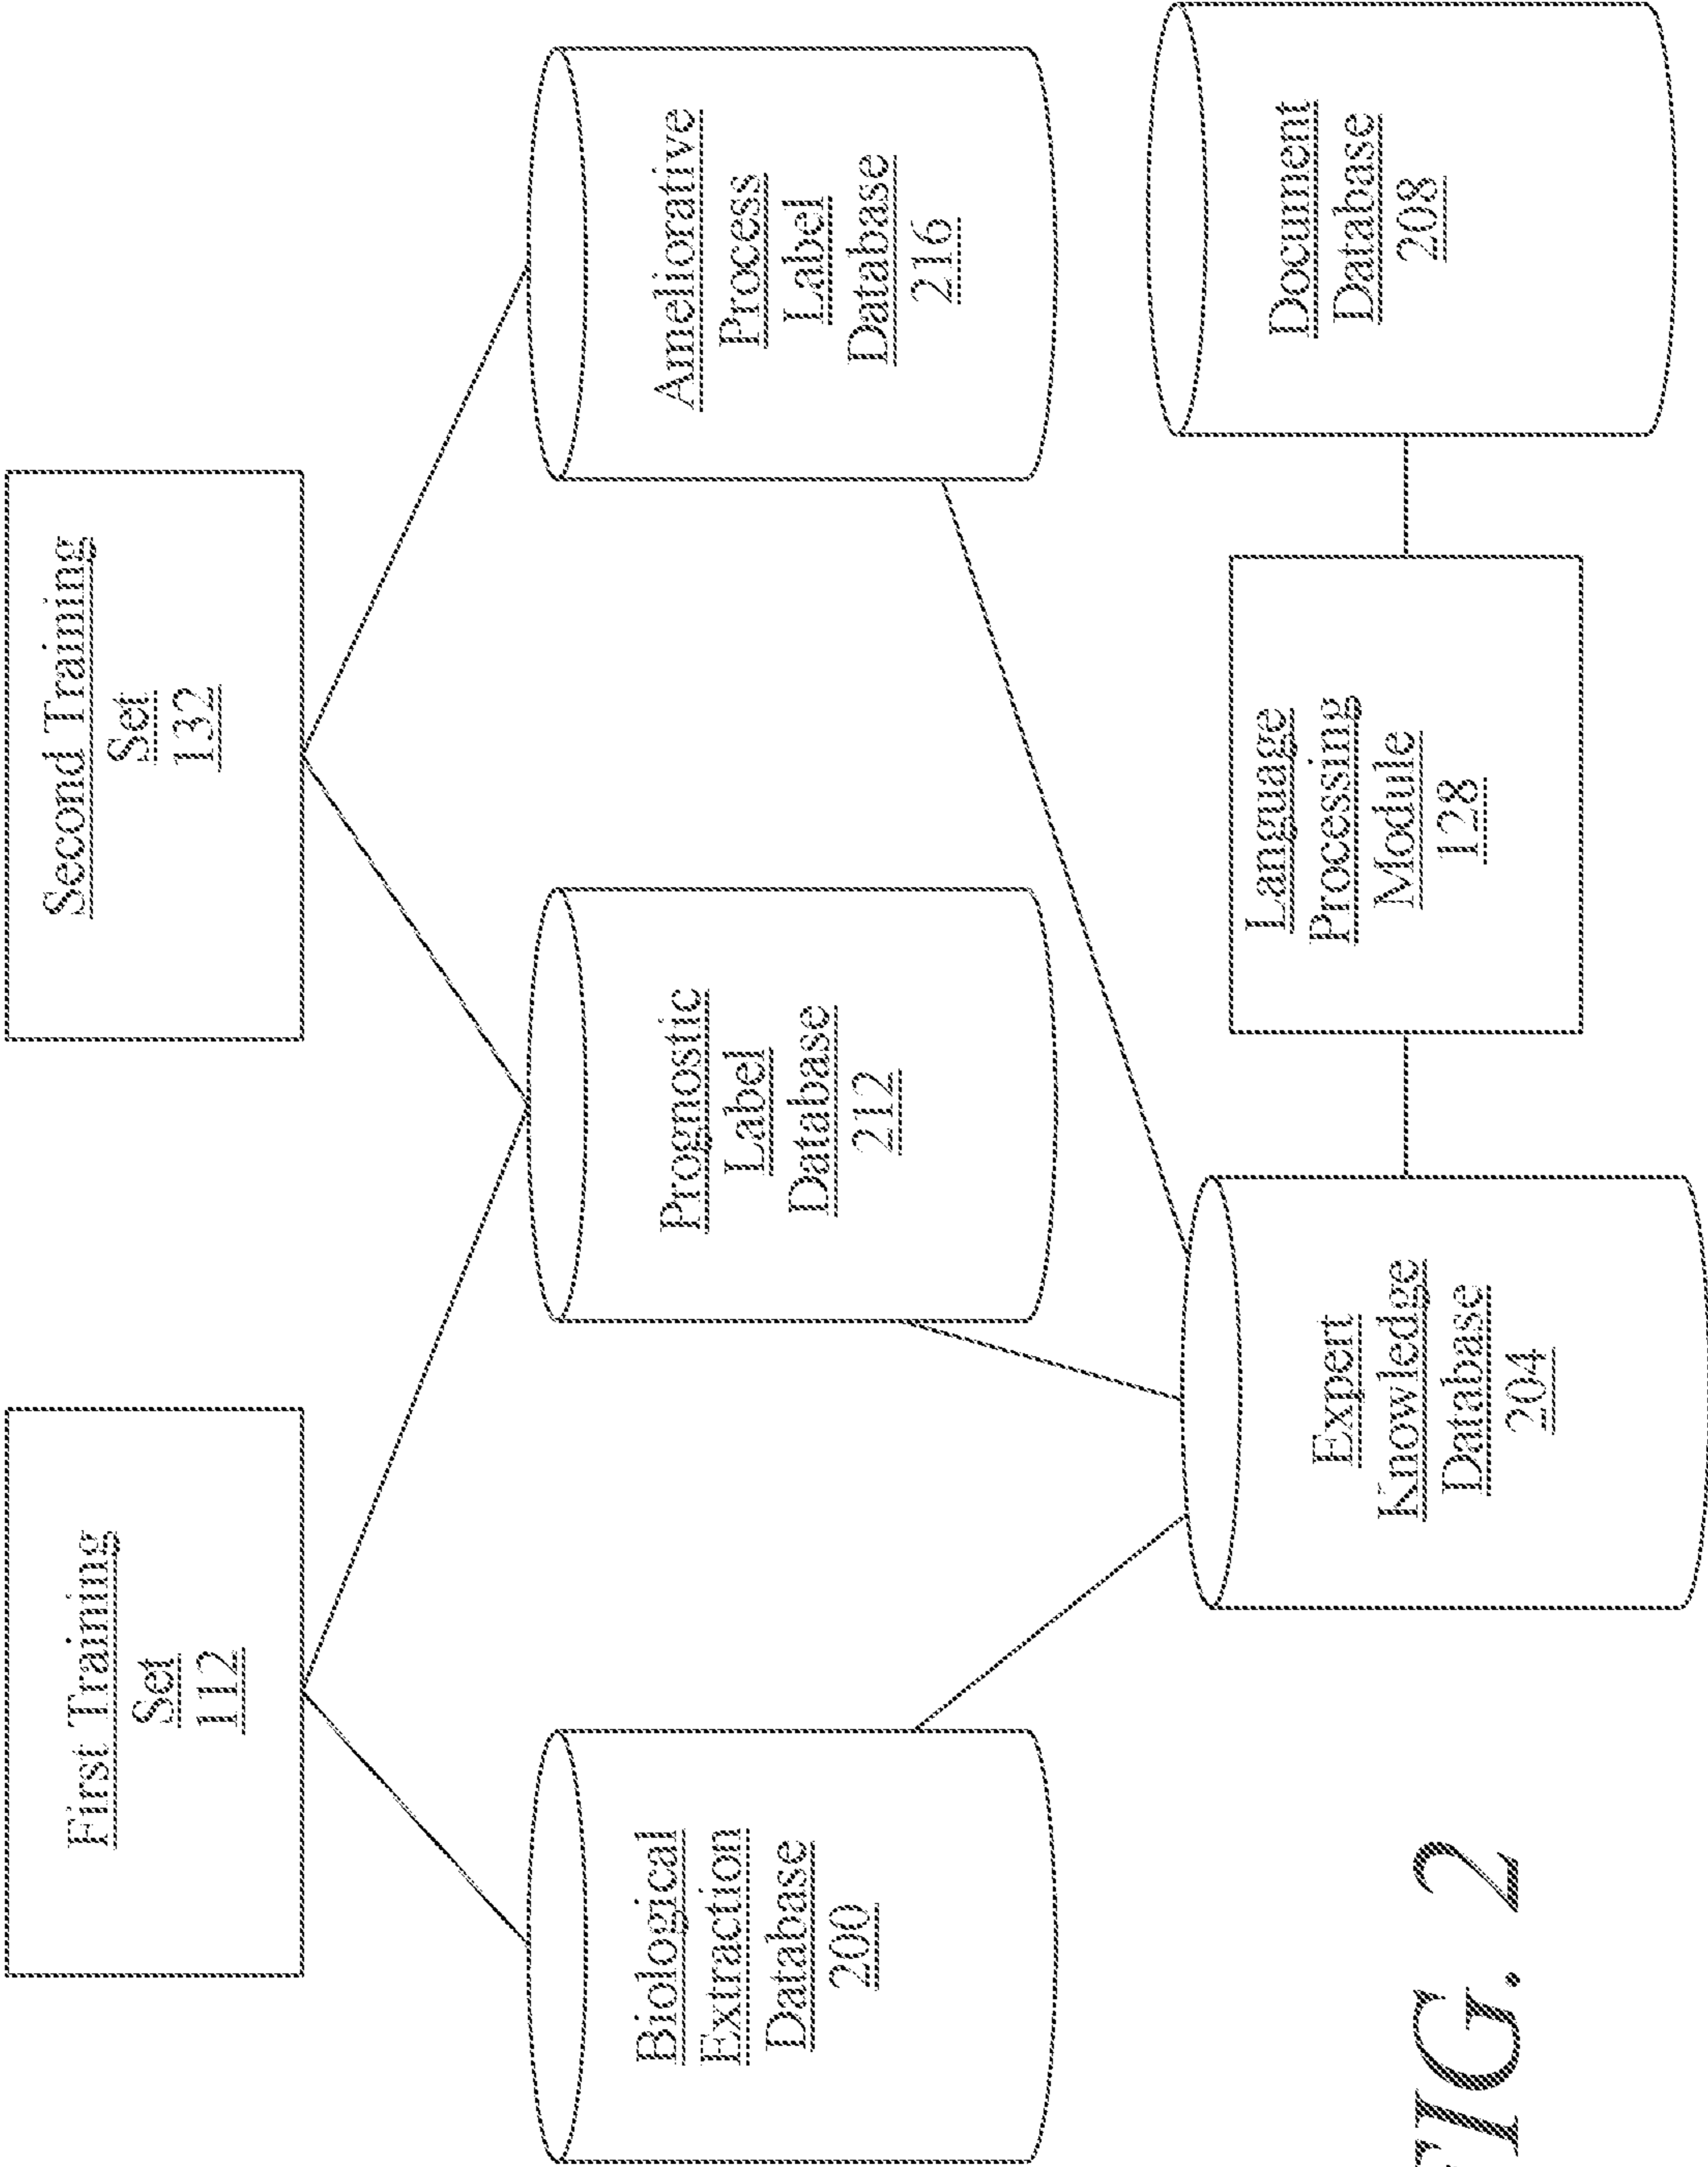 First Training
Set
112
Second Training
Set
132
Biological
Extraction
Database
200
Prognostic
Label
Database
212
Ameliorative
Process
Label
Database
216
Expert
Knowledge
Database
204
Language
Processing
Module
128
Document
Database
208
FIG. 2